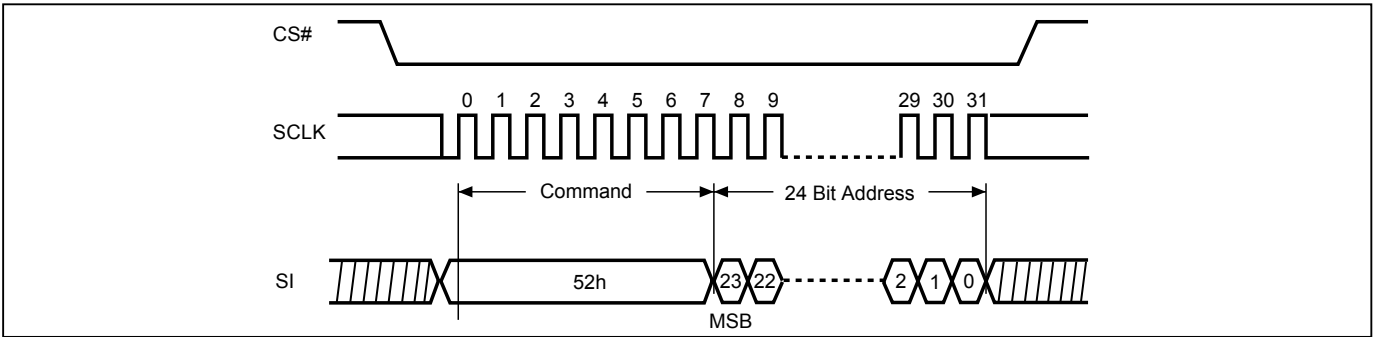 CS#
0 1 2 3 4 5 6 7 8 9 29 30 31
SCLK
Command 24 Bit Address
SI 52h 23 22 2 1 0
MSB